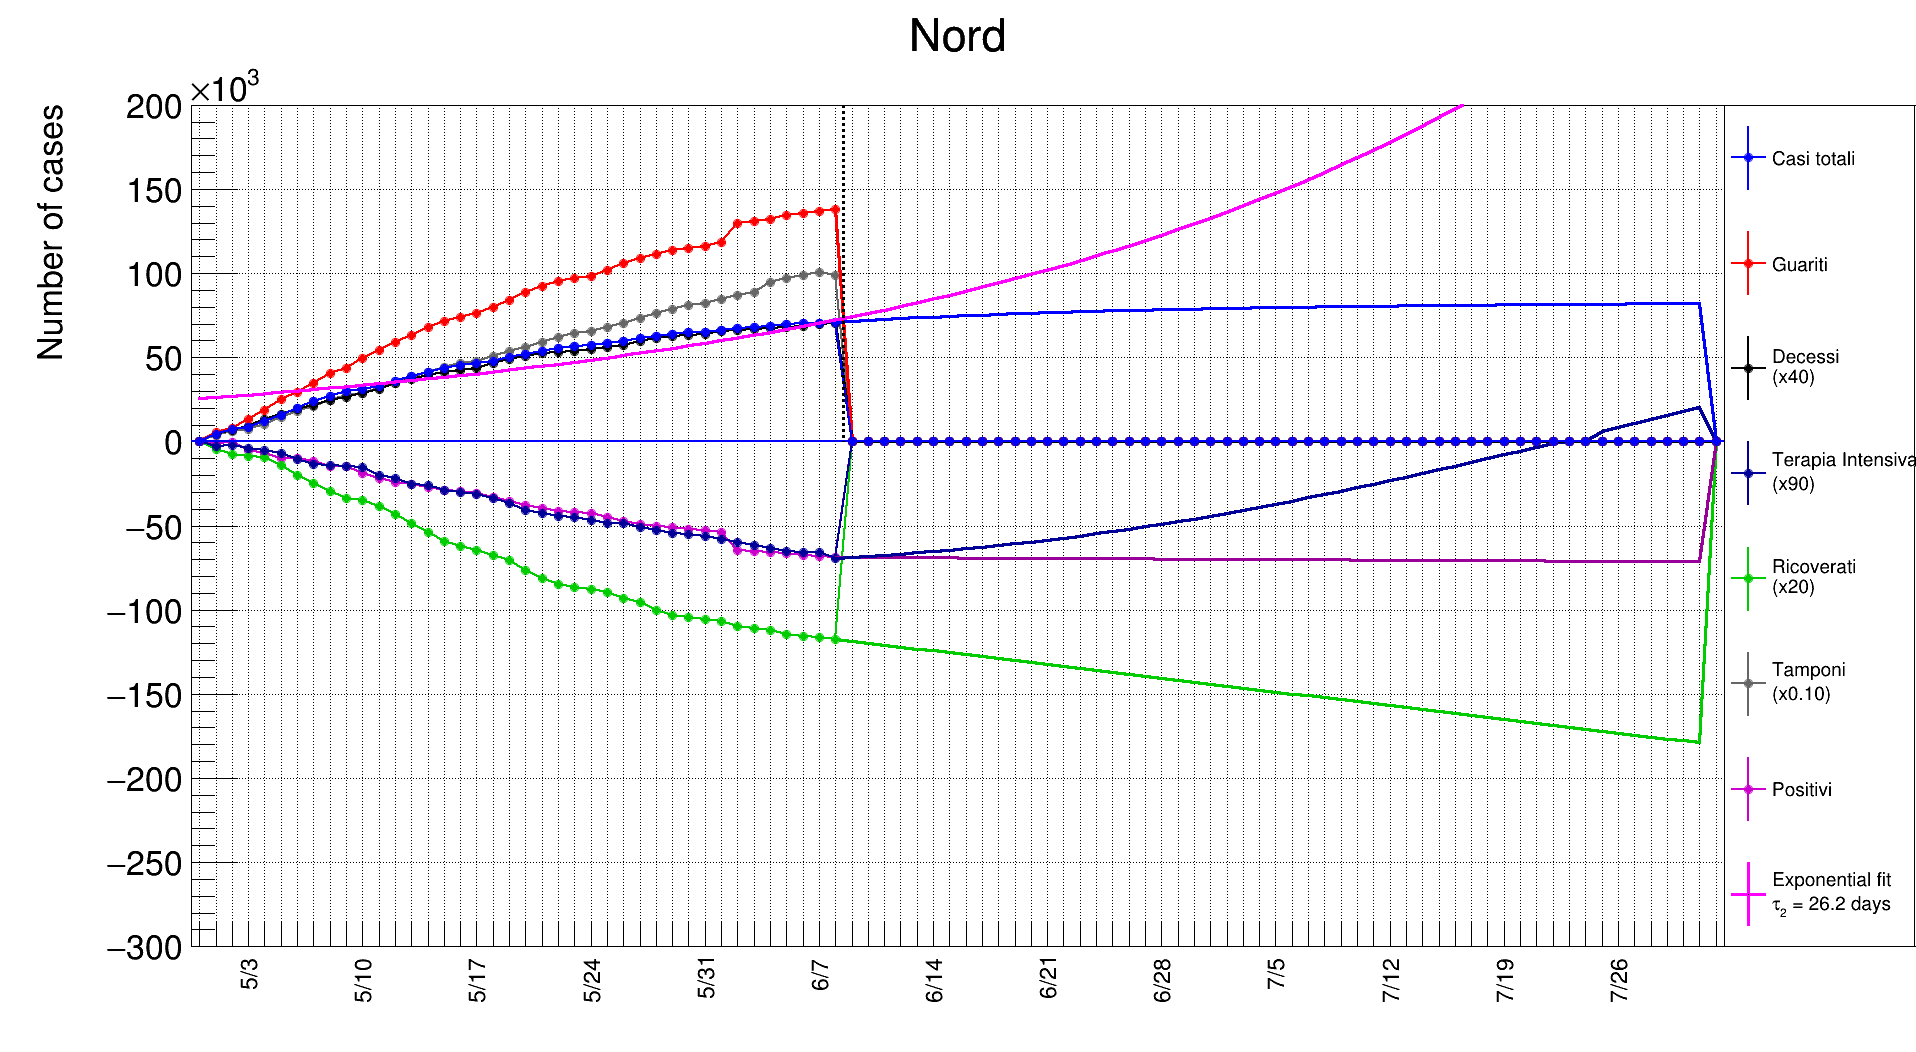 Nord
×10³
Number of cases
200
150
100
50
0
−50
−100
−150
−200
−250
−300
5/3
5/10
5/17
5/24
5/31
6/7
6/14
6/21
6/28
7/5
7/12
7/19
7/26
Casi totali
Guariti
Decessi
(x40)
Terapia Intensiva
(x90)
Ricoverati
(x20)
Tamponi
(x0.10)
Positivi
Exponential fit
τ₂ = 26.2 days